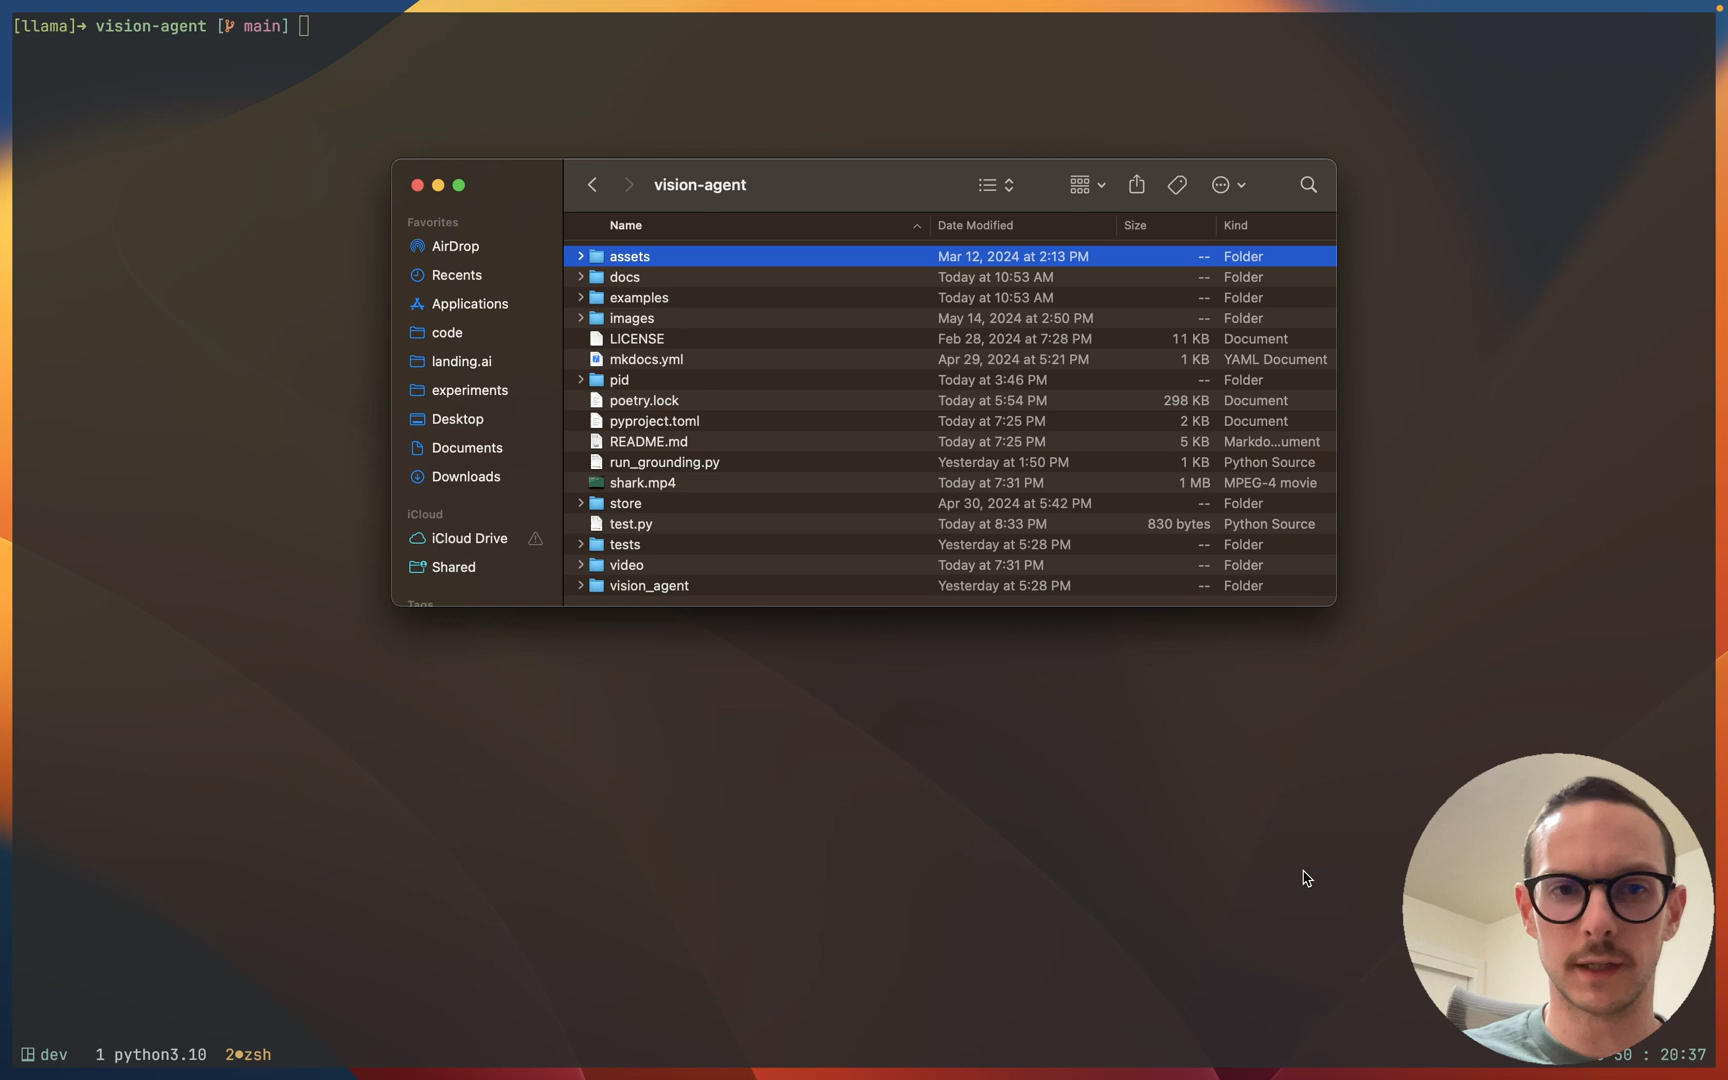 [llama]→ vision-agent [ main]
vision-agent
Favorites
AirDrop
Recents
Applications
code
landing.ai
experiments
Desktop
Documents
Downloads
iCloud
iCloud Drive
Shared
Tags
Name Date Modified Size Kind
assets Mar 12, 2024 at 2:13 PM -- Folder
docs Today at 10:53 AM -- Folder
examples Today at 10:53 AM -- Folder
images May 14, 2024 at 2:50 PM -- Folder
LICENSE Feb 28, 2024 at 7:28 PM 11 KB Document
mkdocs.yml Apr 29, 2024 at 5:21 PM 1 KB YAML Document
pid Today at 3:46 PM -- Folder
poetry.lock Today at 5:54 PM 298 KB Document
pyproject.toml Today at 7:25 PM 2 KB Document
README.md Today at 7:25 PM 5 KB Markdo...ument
run_grounding.py Yesterday at 1:50 PM 1 KB Python Source
shark.mp4 Today at 7:31 PM 1 MB MPEG-4 movie
store Apr 30, 2024 at 5:42 PM -- Folder
test.py Today at 8:33 PM 830 bytes Python Source
tests Yesterday at 5:28 PM -- Folder
video Today at 7:31 PM -- Folder
vision_agent Yesterday at 5:28 PM -- Folder
dev 1 python3.10 2●zsh
: 20:37